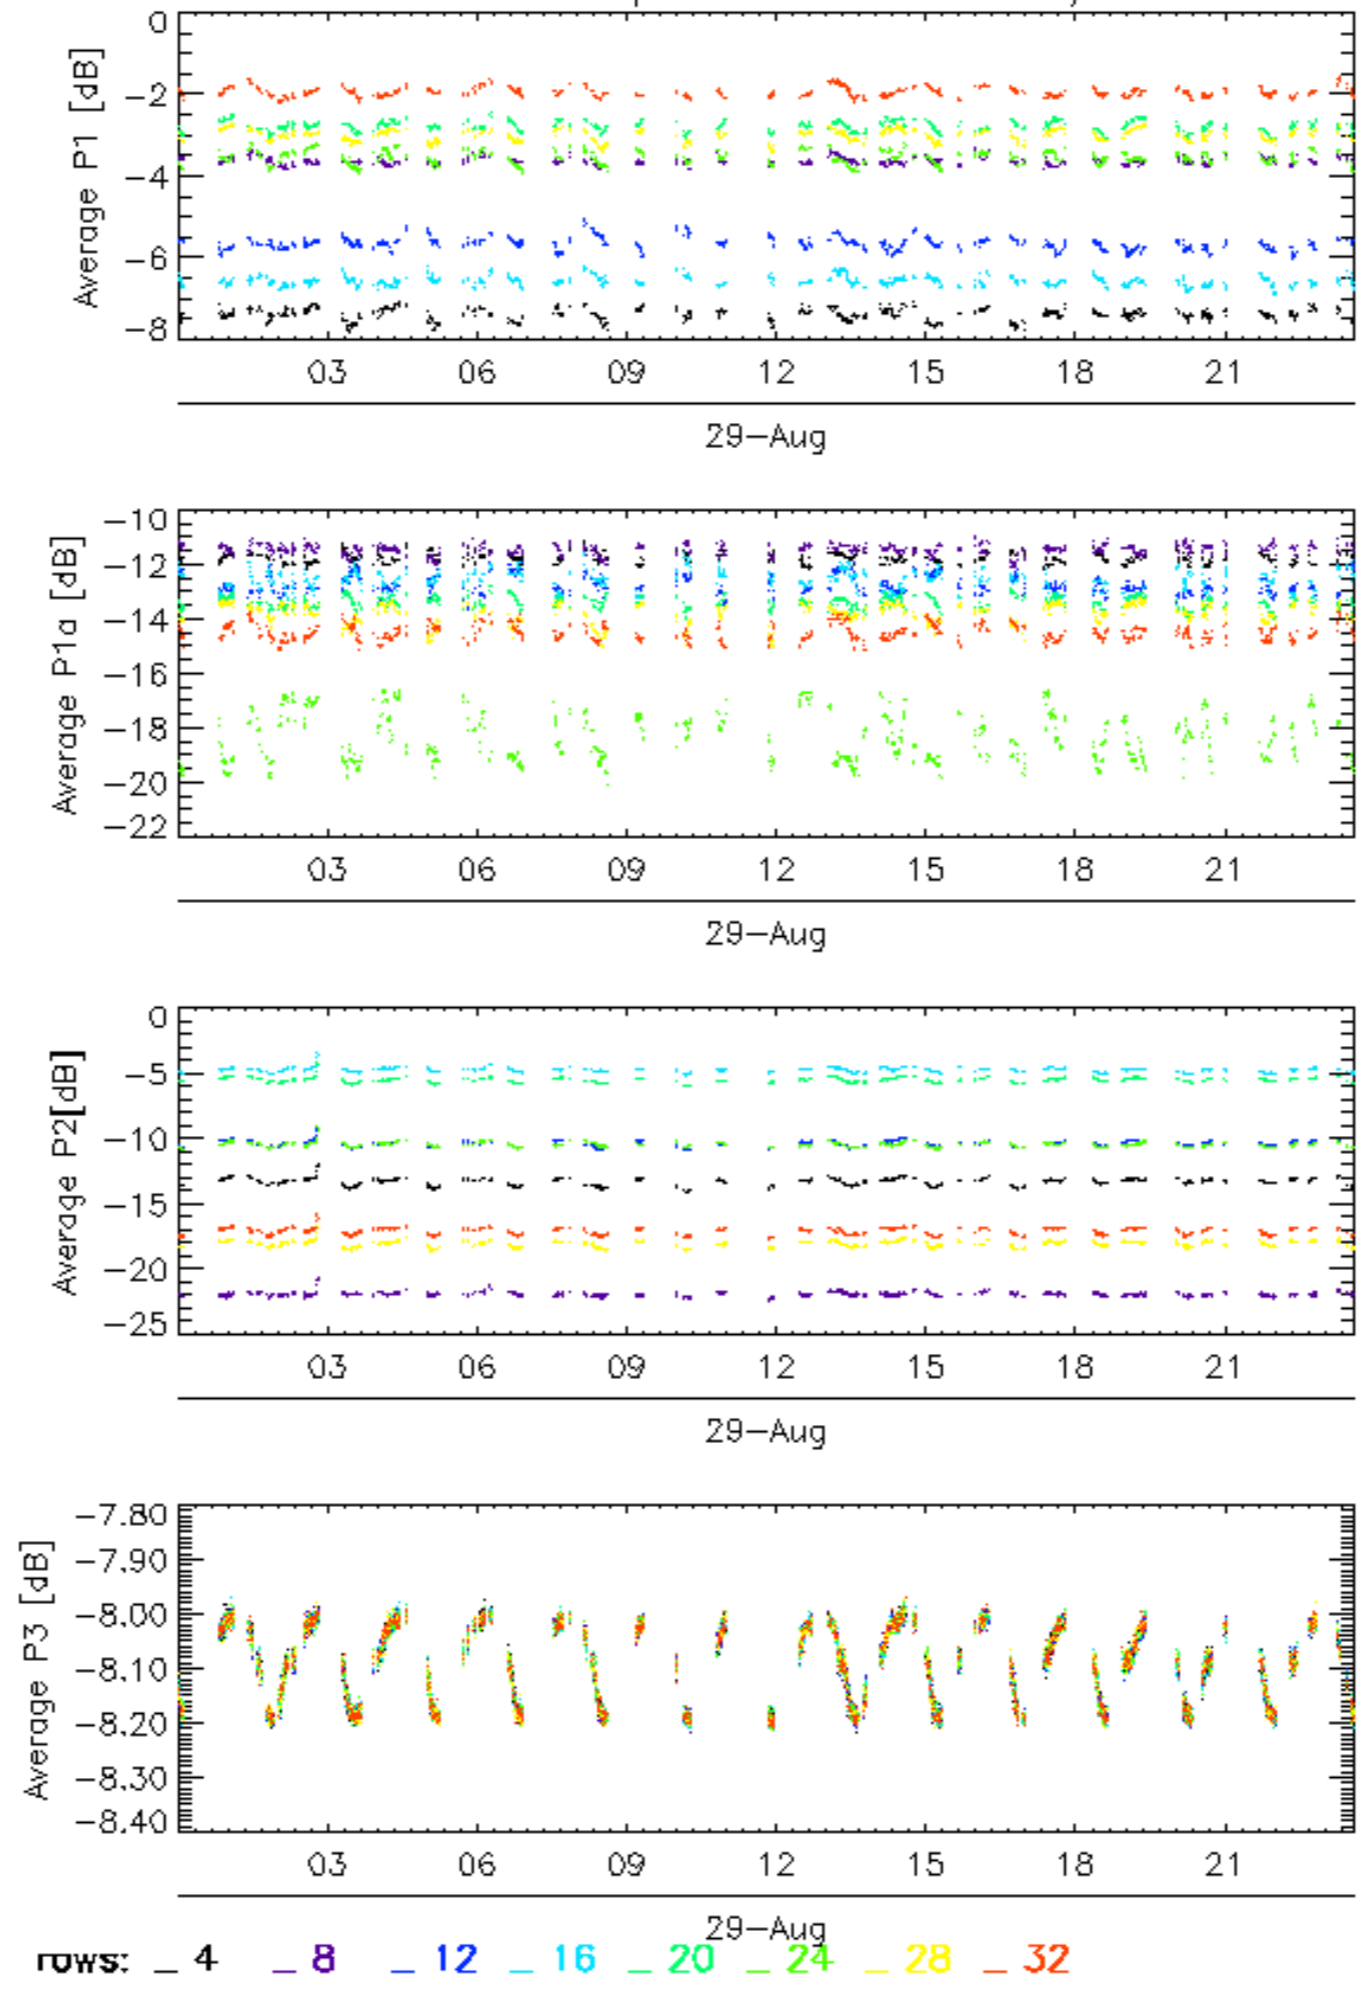 0
−2
−4
−6
−8
Average P1 [dB]
03 06 09 12 15 18 21
29−Aug
−10
−12
−14
−16
−18
−20
−22
Average P1a [dB]
03 06 09 12 15 18 21
29−Aug
0
−5
−10
−15
−20
−25
Average P2[dB]
03 06 09 12 15 18 21
29−Aug
−7.80
−7.90
−8.00
−8.10
−8.20
−8.30
−8.40
Average P3 [dB]
03 06 09 12 15 18 21
29−Aug
rows: _ 4 _ 8 _ 12 _ 16 _ 20 _ 24 _ 28 _ 32